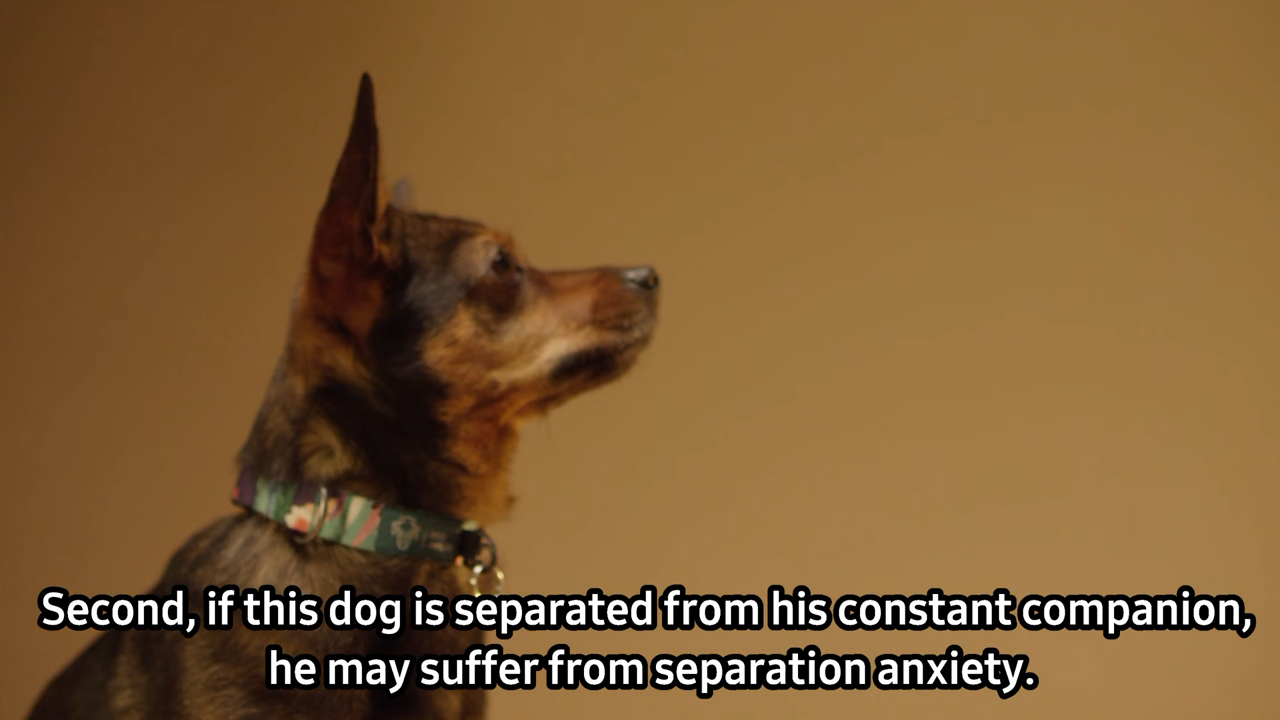 Second, if this dog is separated from his constant companion,
he may suffer from separation anxiety.